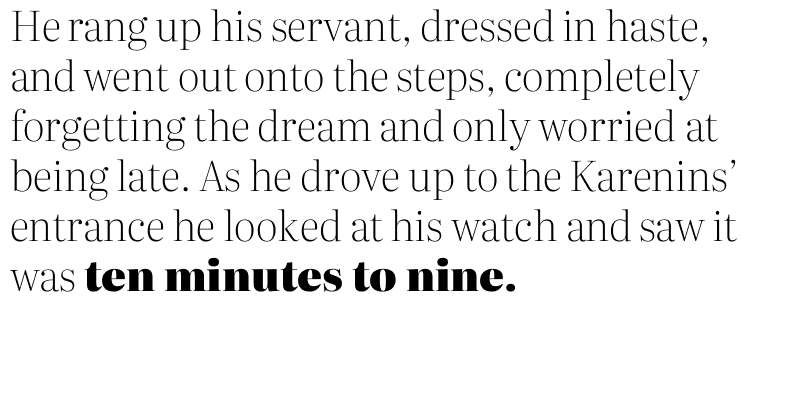 He rang up his servant, dressed in haste,
and went out onto the steps, completely
forgetting the dream and only worried at
being late. As he drove up to the Karenins’
entrance he looked at his watch and saw it
was ten minutes to nine.